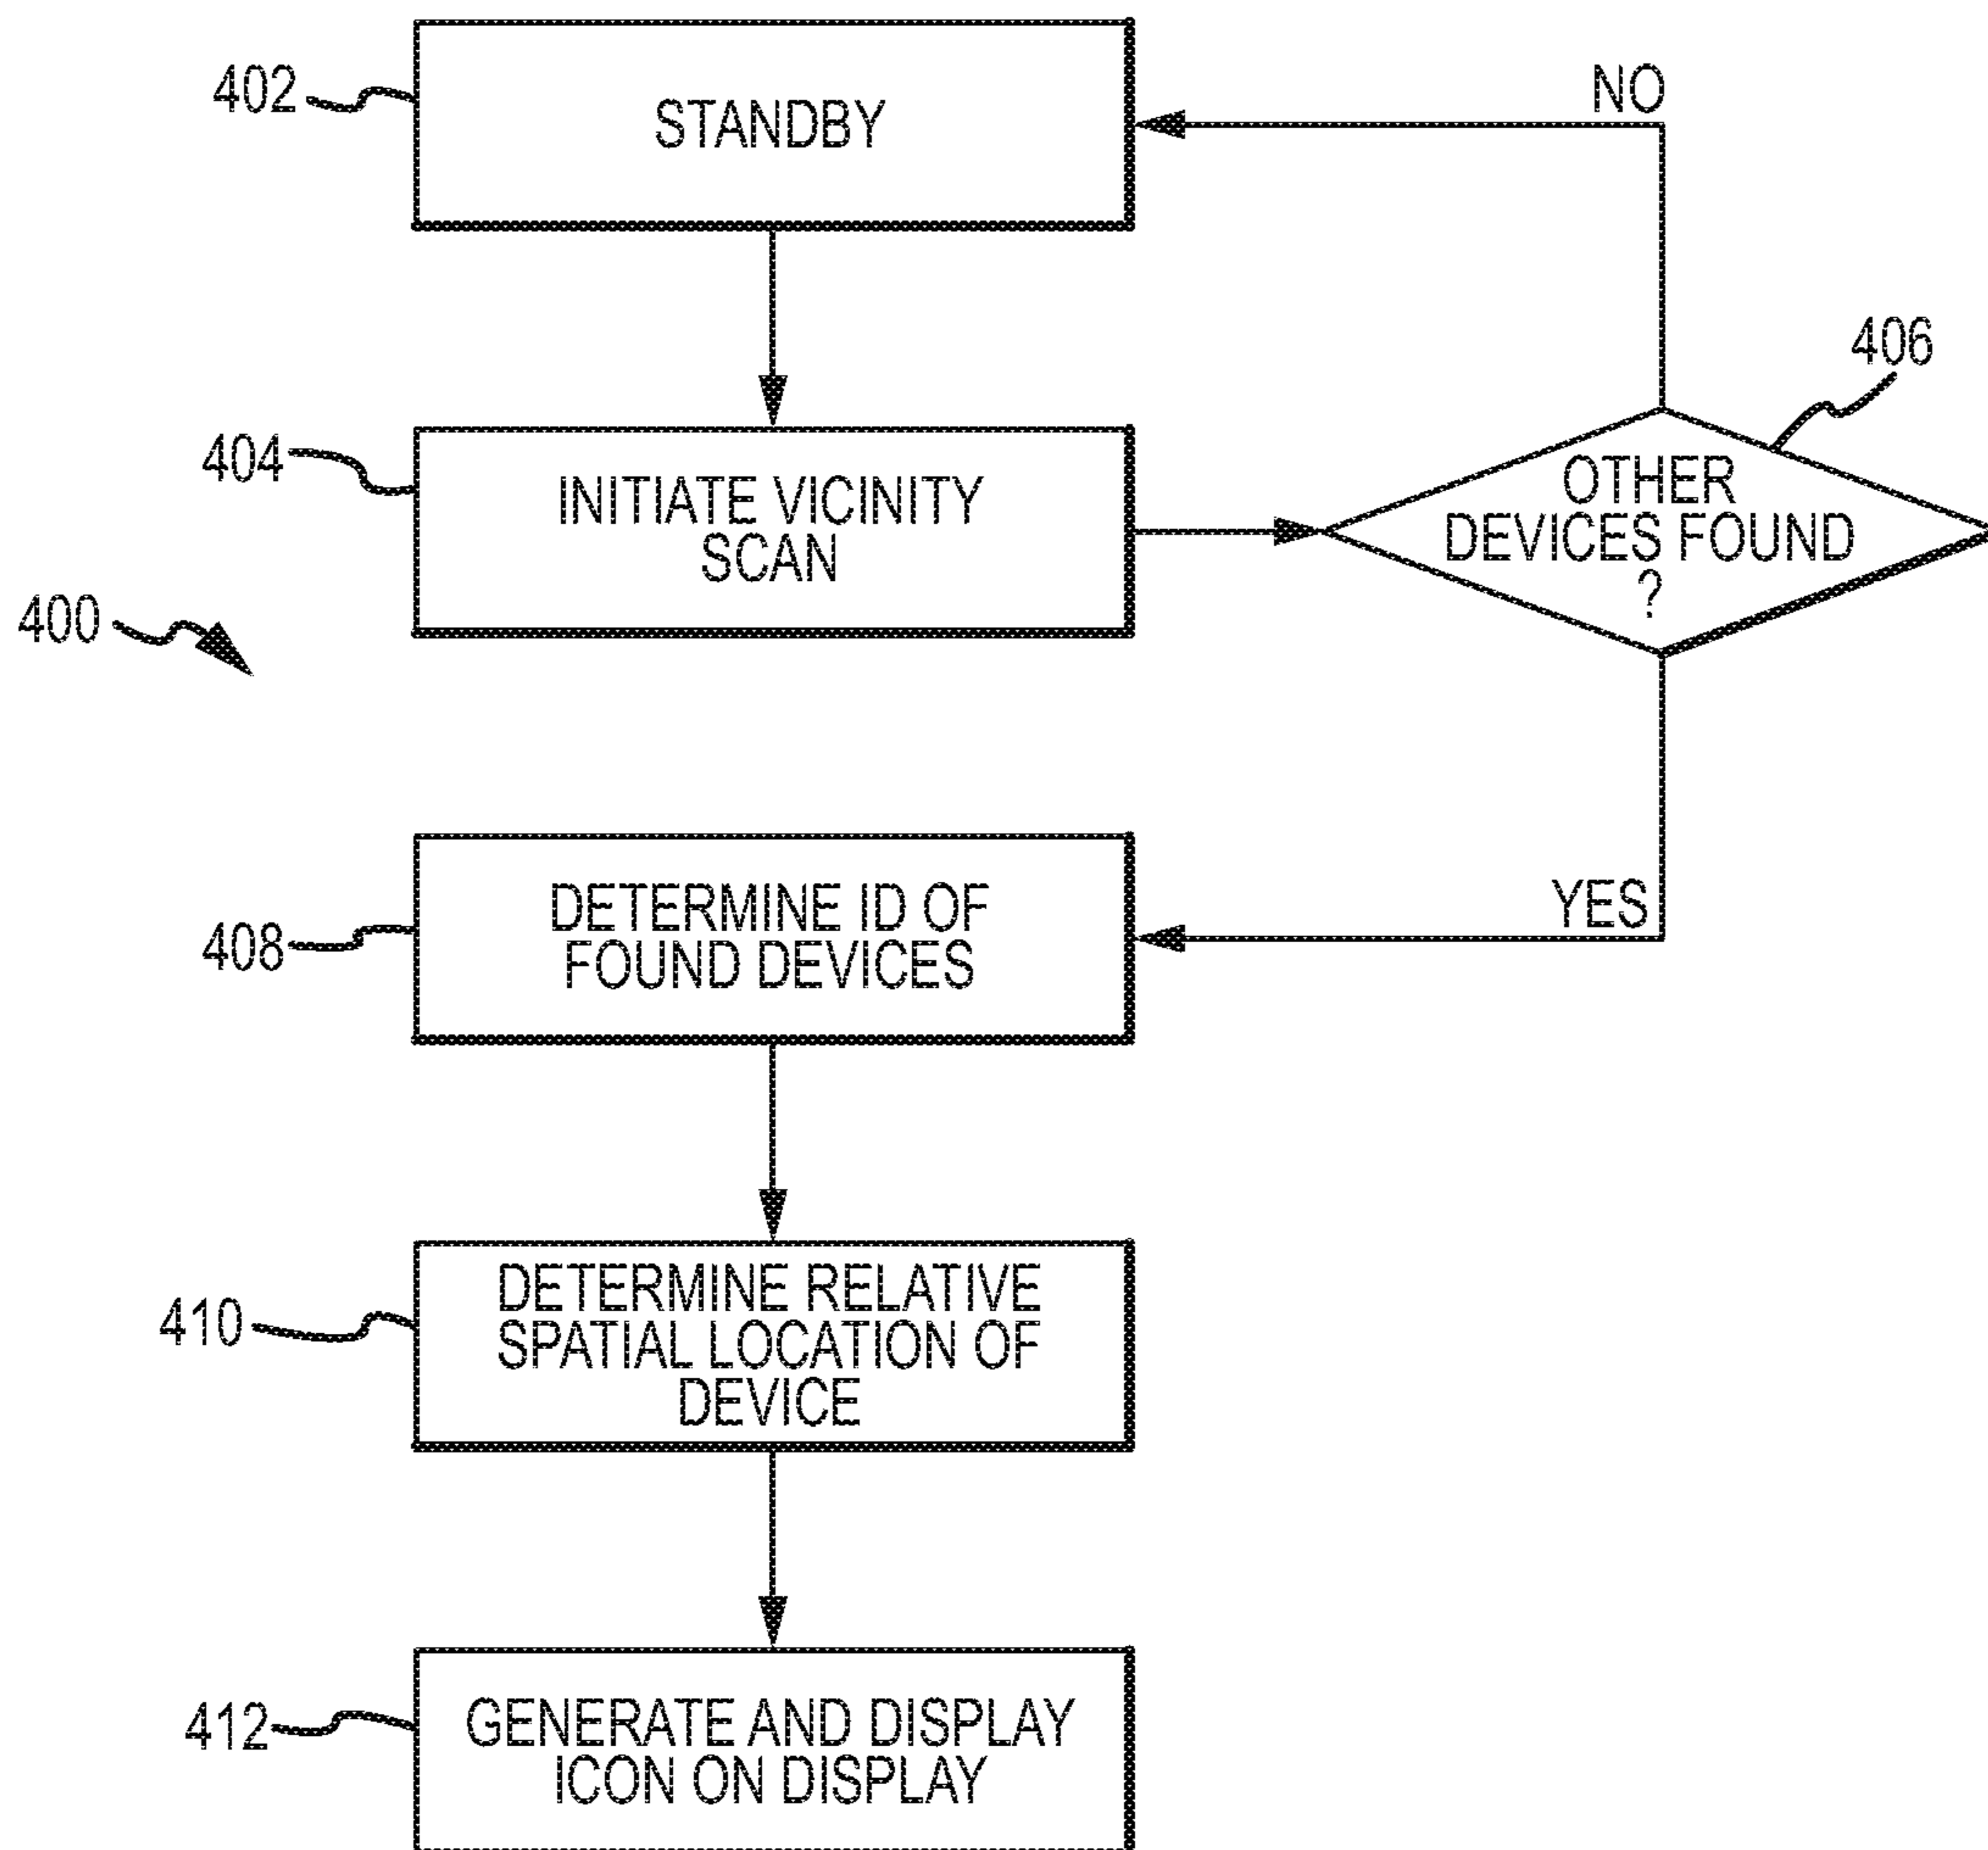 402
STANDBY
NO
406
404
INITIATE VICINITY
SCAN
OTHER
DEVICES FOUND
?
400
YES
408
DETERMINE ID OF
FOUND DEVICES
410
DETERMINE RELATIVE
SPATIAL LOCATION OF
DEVICE
412
GENERATE AND DISPLAY
ICON ON DISPLAY